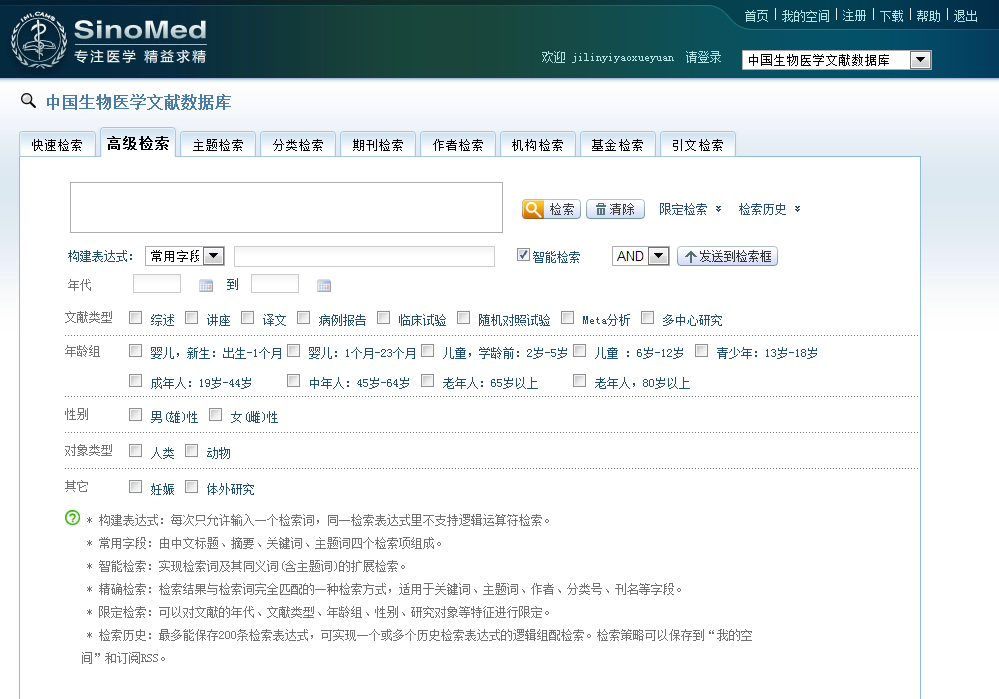 首页 | 我的空间 | 注册 | 下载 | 帮助 | 退出
SinoMed
专注医学 精益求精
欢迎 jilinyiyaoxueyuan 请登录 中国生物医学文献数据库
中国生物医学文献数据库
快速检索 高级检索 主题检索 分类检索 期刊检索 作者检索 机构检索 基金检索 引文检索
检索 清除 限定检索 检索历史
构建表达式: 常用字段 智能检索 AND 发送到检索框
年代 到
文献类型 综述 讲座 译文 病例报告 临床试验 随机对照试验 Meta分析 多中心研究
年龄组 婴儿,新生: 出生-1个月 婴儿: 1个月-23个月 儿童,学龄前: 2岁-5岁 儿童 : 6岁-12岁 青少年: 13岁-18岁
成年人: 19岁-44岁 中年人: 45岁-64岁 老年人: 65岁以上 老年人,80岁以上
性别 男(雄)性 女(雌)性
对象类型 人类 动物
其它 妊娠 体外研究
* 构建表达式: 每次只允许输入一个检索词,同一检索表达式里不支持逻辑运算符检索。
* 常用字段: 由中文标题、摘要、关键词、主题词四个检索项组成。
* 智能检索: 实现检索词及其同义词(含主题词)的扩展检索。
* 精确检索: 检索结果与检索词完全匹配的一种检索方式,适用于关键词、主题词、作者、分类号、刊名等字段。
* 限定检索: 可以对文献的年代、文献类型、年龄组、性别、研究对象等特征进行限定。
* 检索历史: 最多能保存200条检索表达式,可实现一个或多个历史检索表达式的逻辑组配检索。检索策略可以保存到“我的空
间”和订阅RSS。